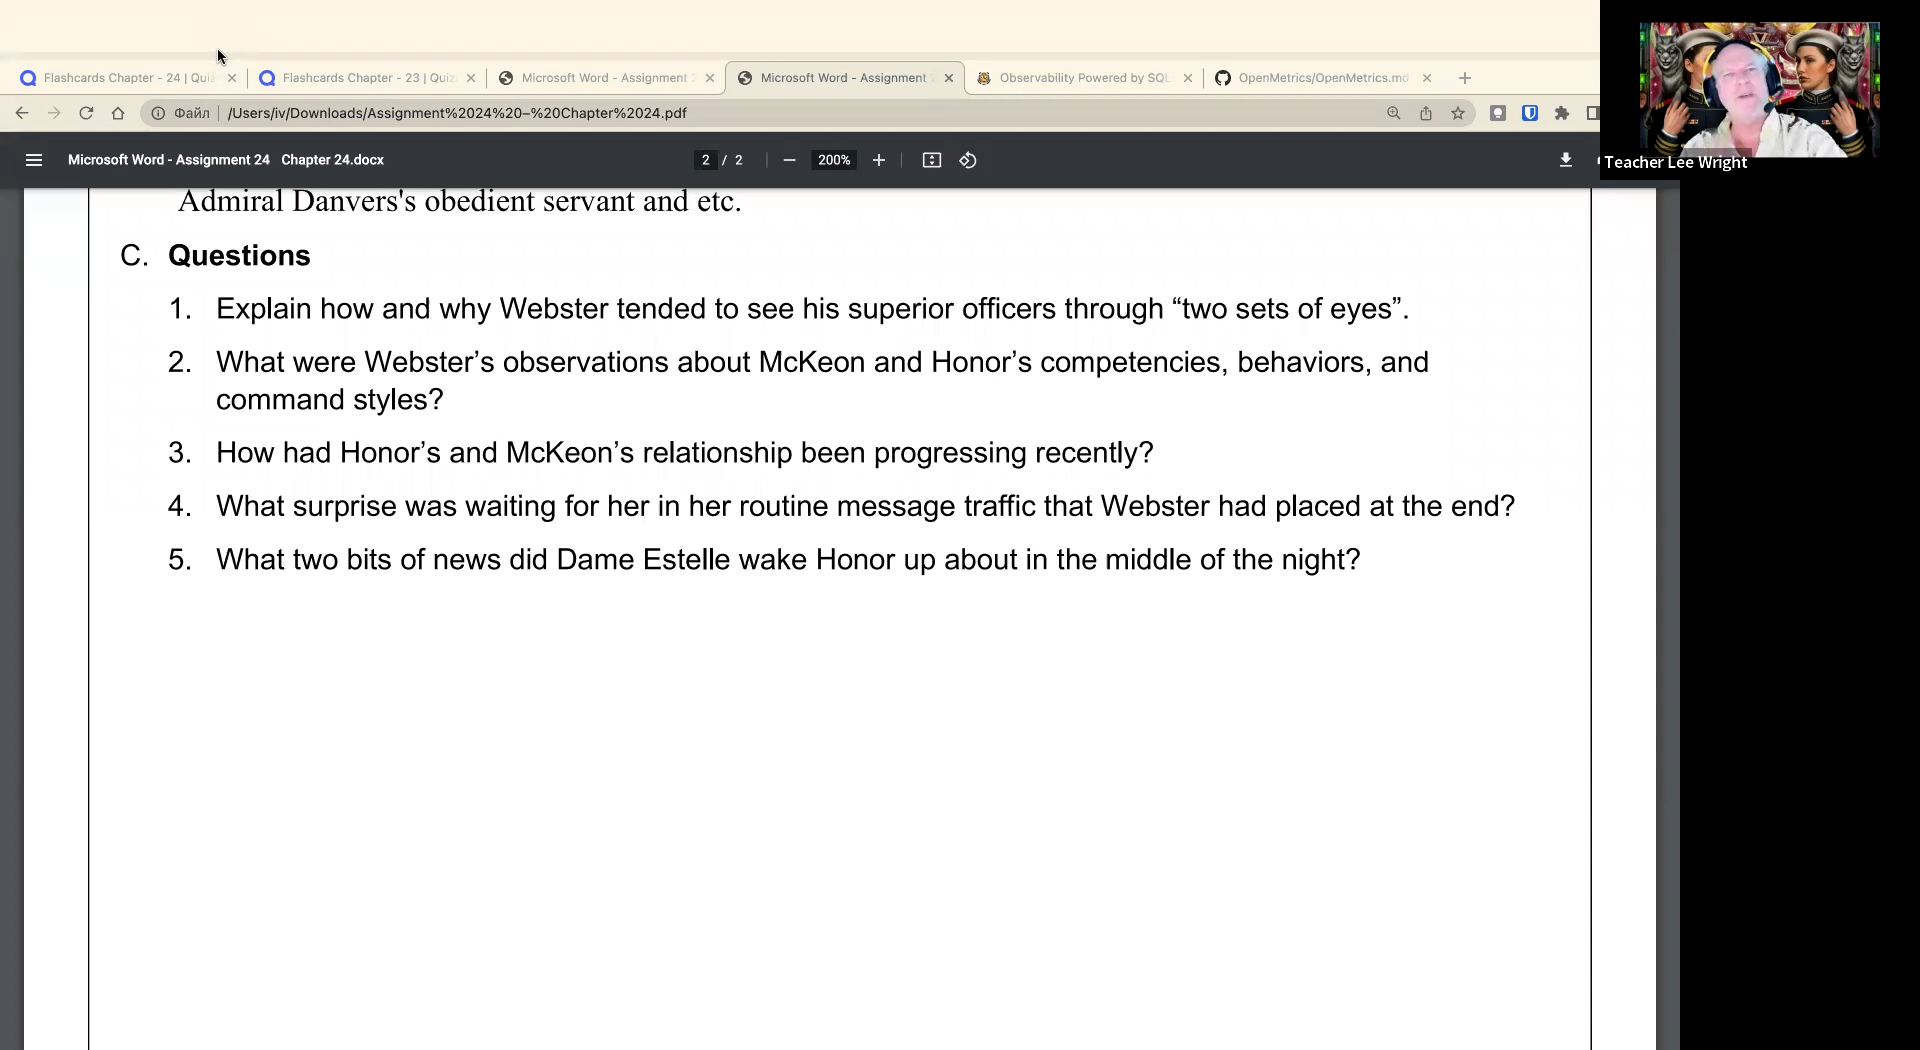 Flashcards Chapter - 24 | Quiz
Flashcards Chapter - 23 | Quiz
Microsoft Word - Assignment 2
Microsoft Word - Assignment
Observability Powered by SQL
OpenMetrics/OpenMetrics.md
Файл
/Users/iv/Downloads/Assignment%2024%20–%20Chapter%2024.pdf
Microsoft Word - Assignment 24 Chapter 24.docx
2 / 2
200%
Teacher Lee Wright
Admiral Danvers's obedient servant and etc.
C. Questions
1. Explain how and why Webster tended to see his superior officers through “two sets of eyes”.
2. What were Webster’s observations about McKeon and Honor’s competencies, behaviors, and
command styles?
3. How had Honor’s and McKeon’s relationship been progressing recently?
4. What surprise was waiting for her in her routine message traffic that Webster had placed at the end?
5. What two bits of news did Dame Estelle wake Honor up about in the middle of the night?